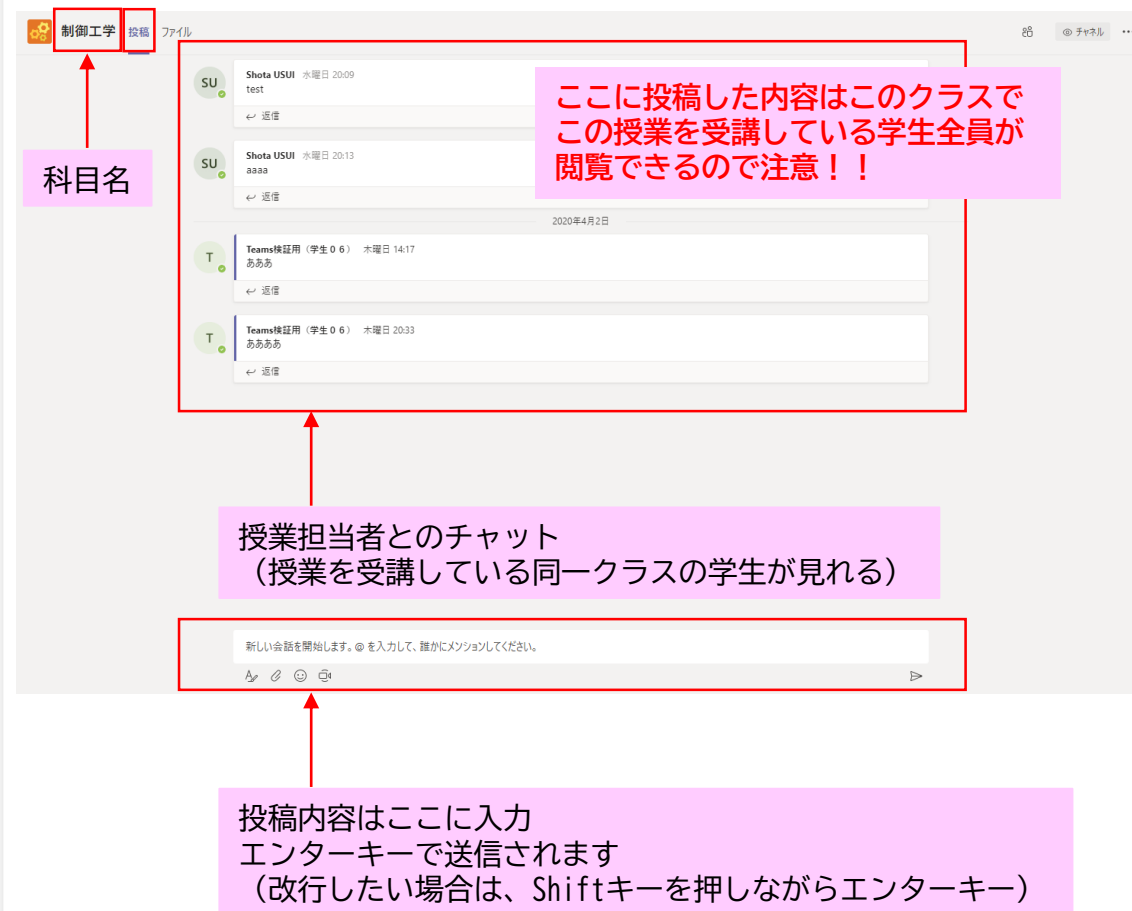 制御工学 投稿 ファイル チャネル
Shota USUI 水曜日 20:09
test
返信
ここに投稿した内容はこのクラスで
この授業を受講している学生全員が
閲覧できるので注意！！
科目名
Shota USUI 水曜日 20:13
aaaa
返信
2020年4月2日
Teams検証用（学生０６） 木曜日 14:17
あああ
返信
Teams検証用（学生０６） 木曜日 20:33
ああああ
返信
授業担当者とのチャット
（授業を受講している同一クラスの学生が見れる）
新しい会話を開始します。@ を入力して、誰かにメンションしてください。
投稿内容はここに入力
エンターキーで送信されます
（改行したい場合は、Shiftキーを押しながらエンターキー）
SU
SU
T
T